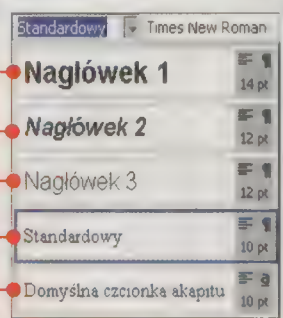 Standardowy Times New Roman
Nagłówek 1
14 pt
Nagłówek 2
12 pt
Nagłówek 3
12 pt
Standardowy
10 pt
Domyślna czcionka akapitu a
10 pt